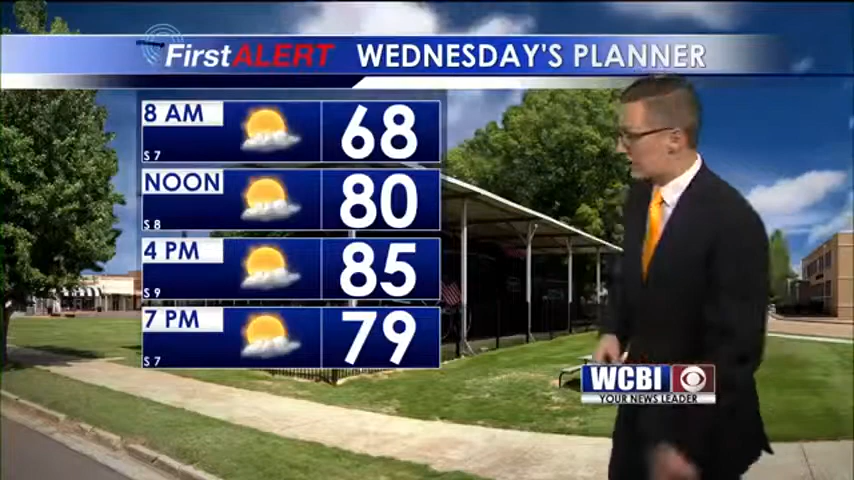 FirstALERT WEDNESDAY'S PLANNER
8 AM
S 7
68
NOON
S 8
80
4 PM
S 9
85
7 PM
S 7
79
WCBI
YOUR NEWS LEADER